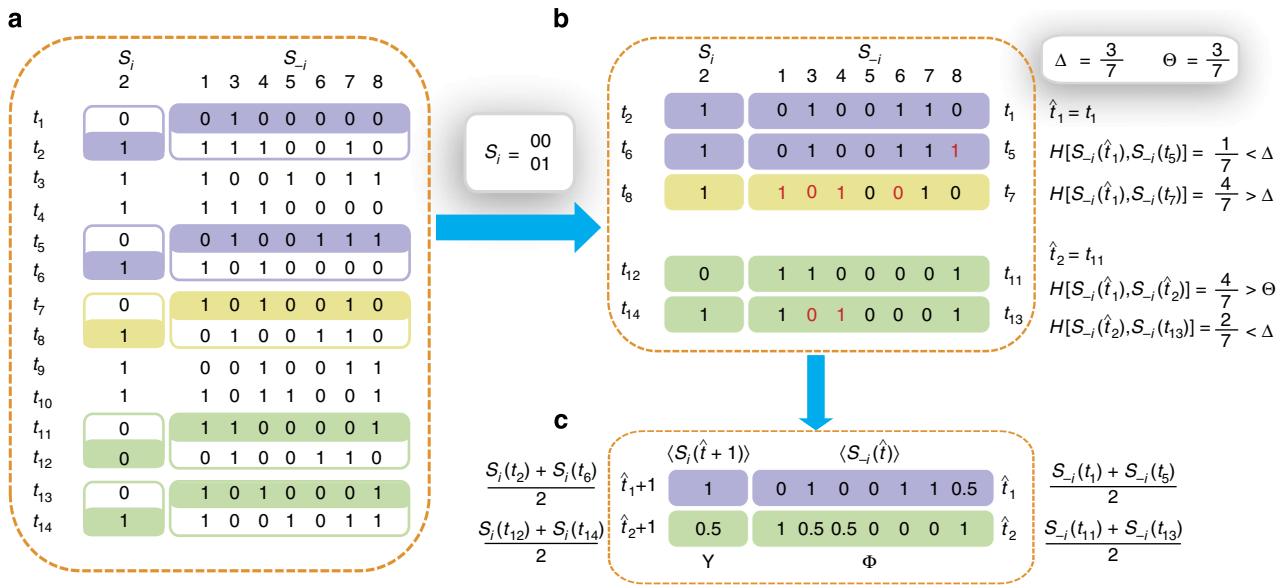 a
S_i S_{-i}
2 1 3 4 5 6 7 8
t_1 0 0 1 0 0 0 0 0
t_2 1 1 1 1 0 0 1 0
t_3 1 1 0 0 1 0 1 1
t_4 1 1 1 1 0 0 0 0
t_5 0 0 1 0 0 1 1 1
t_6 1 1 0 1 0 0 0 0
t_7 0 1 0 1 0 0 1 0
t_8 1 0 1 0 0 1 1 0
t_9 1 0 0 1 0 0 1 1
t_10 1 1 0 1 1 0 0 1
t_11 0 1 1 0 0 0 0 1
t_12 0 0 1 0 0 1 1 0
t_13 0 1 0 1 0 0 0 1
t_14 1 1 0 0 1 0 1 1
S_i = 00
01
b
S_i S_{-i}
2 1 3 4 5 6 7 8
t_2 1 0 1 0 0 1 1 0 t_1
t_6 1 0 1 0 0 1 1 1 t_5
t_8 1 1 0 1 0 0 1 0 t_7
t_12 0 1 1 0 0 0 0 1 t_11
t_14 1 1 0 1 0 0 0 1 t_13
Δ = 3/7 Θ = 3/7
t̂_1 = t_1
H[S_{-i}(t̂_1),S_{-i}(t_5)] = 1/7 < Δ
H[S_{-i}(t̂_1),S_{-i}(t_7)] = 4/7 > Δ
t̂_2 = t_11
H[S_{-i}(t̂_1),S_{-i}(t̂_2)] = 4/7 > Θ
H[S_{-i}(t̂_2),S_{-i}(t_13)] = 2/7 < Δ
c
⟨S_i(t̂ + 1)⟩ ⟨S_{-i}(t̂)⟩
S_i(t_2) + S_i(t_6)/2 t̂_1+1 1 0 1 0 0 1 1 0.5 t̂_1 S_{-i}(t_1) + S_{-i}(t_5)/2
S_i(t_12) + S_i(t_14)/2 t̂_2+1 0.5 1 0.5 0.5 0 0 0 1 t̂_2 S_{-i}(t_11) + S_{-i}(t_13)/2
Υ Φ